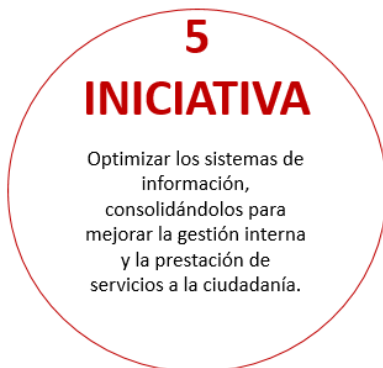 5
INICIATIVA
Optimizar los sistemas de
información,
consolidándolos para
mejorar la gestión interna
y la prestación de
servicios a la ciudadanía.